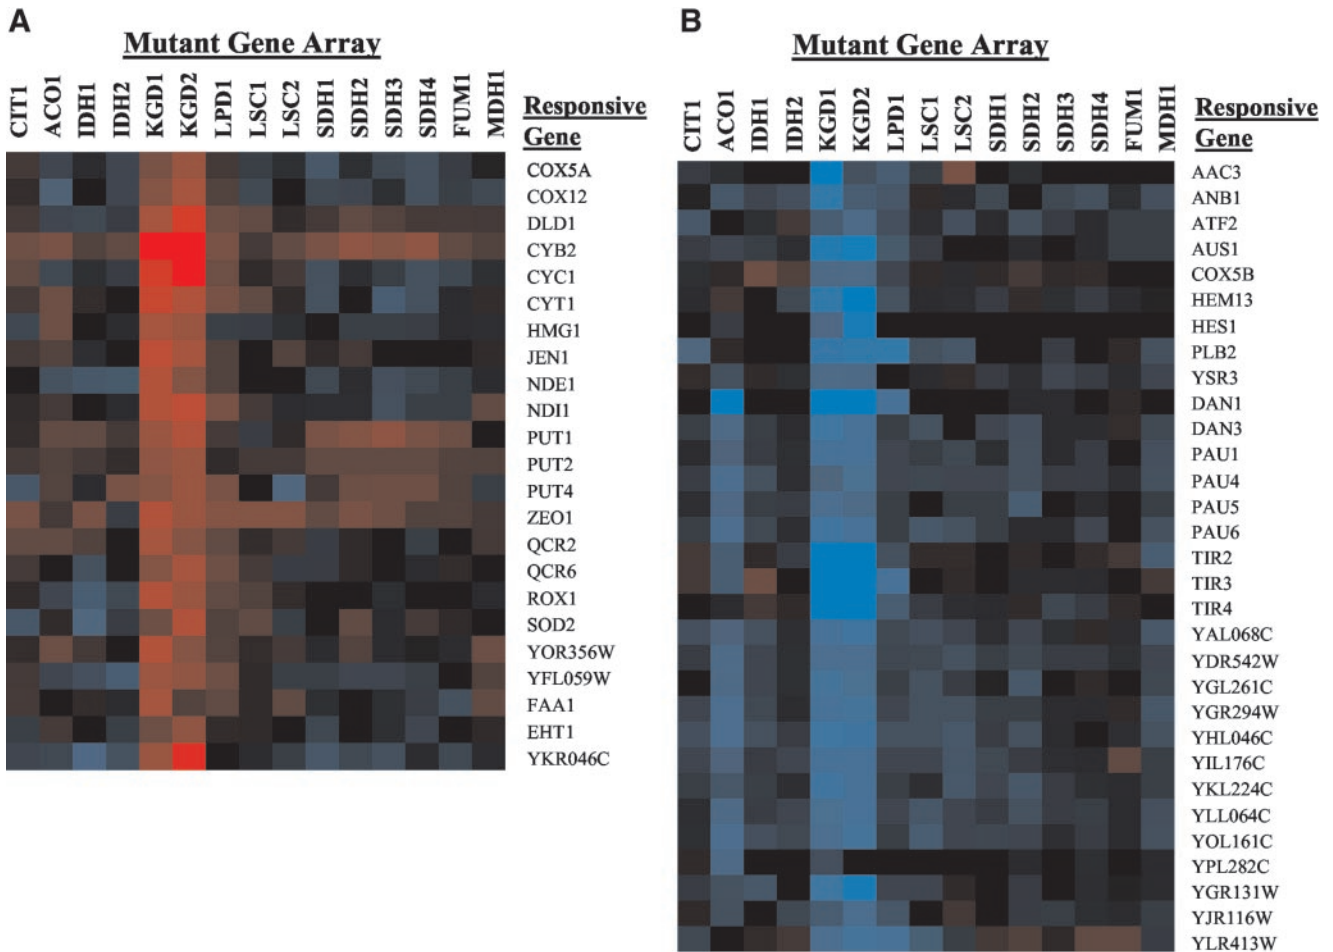 A
Mutant Gene Array
CIT1
ACO1
IDH1
IDH2
KGD1
KGD2
LPD1
LSC1
LSC2
SDH1
SDH2
SDH3
SDH4
FUM1
MDH1
Responsive
Gene
COX5A
COX12
DLD1
CYB2
CYC1
CYT1
HMG1
JEN1
NDE1
NDI1
PUT1
PUT2
PUT4
ZEO1
QCR2
QCR6
ROX1
SOD2
YOR356W
YFL059W
FAA1
EHT1
YKR046C
B
Mutant Gene Array
CIT1
ACO1
IDH1
IDH2
KGD1
KGD2
LPD1
LSC1
LSC2
SDH1
SDH2
SDH3
SDH4
FUM1
MDH1
Responsive
Gene
AAC3
ANB1
ATF2
AUS1
COX5B
HEM13
HES1
PLB2
YSR3
DAN1
DAN3
PAU1
PAU4
PAU5
PAU6
TIR2
TIR3
TIR4
YAL068C
YDR542W
YGL261C
YGR294W
YHL046C
YIL176C
YKL224C
YLL064C
YOL161C
YPL282C
YGR131W
YJR116W
YLR413W